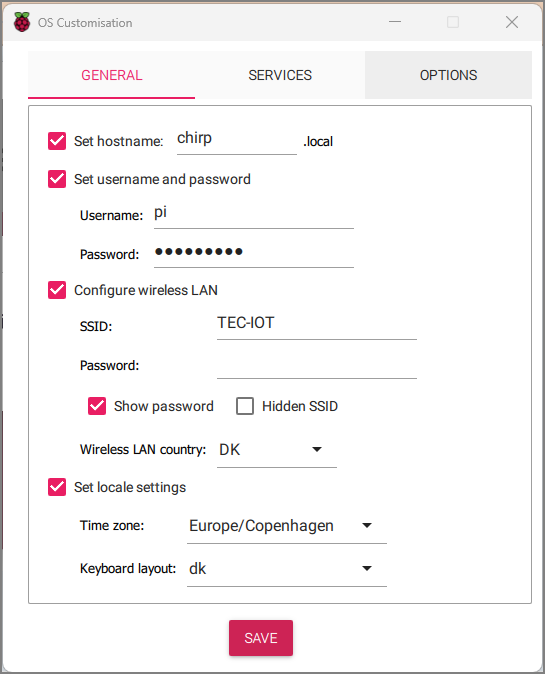 OS Customisation
GENERAL SERVICES OPTIONS
Set hostname: chirp .local
Set username and password
Username: pi
Password: •••••••••
Configure wireless LAN
SSID: TEC-IOT
Password:
Show password Hidden SSID
Wireless LAN country: DK
Set locale settings
Time zone: Europe/Copenhagen
Keyboard layout: dk
SAVE